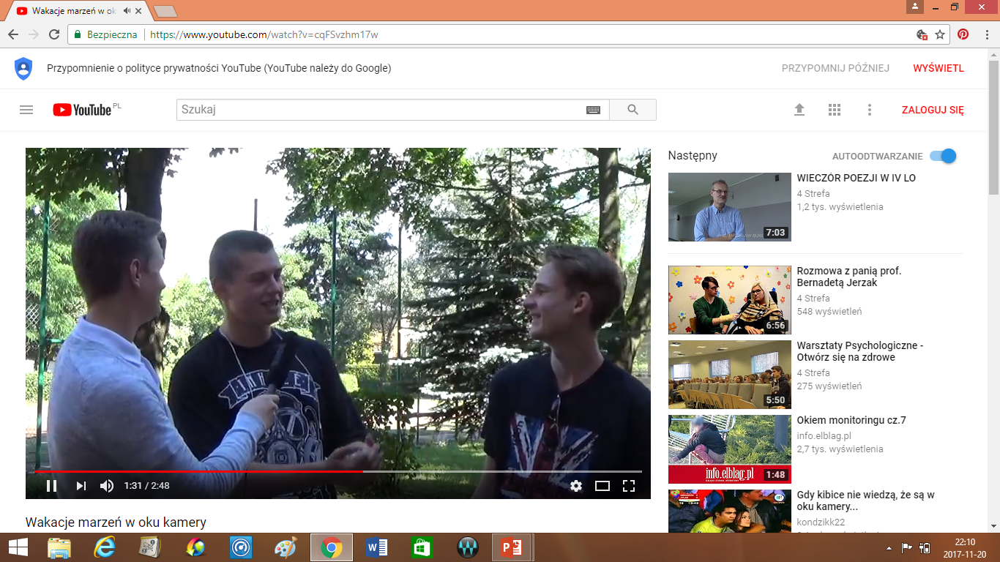 Wakacje marzeń w ok
Bezpieczna
https://www.youtube.com/watch?v=cqFSvzhm17w
Przypomnienie o polityce prywatności YouTube (YouTube należy do Google)
PRZYPOMNIJ PÓŹNIEJ
WYŚWIETL
YouTube PL
Szukaj
ZALOGUJ SIĘ
1:31 / 2:48
Wakacje marzeń w oku kamery
Następny
AUTOODTWARZANIE
7:03
WIECZÓR POEZJI W IV LO
4 Strefa
1,2 tys. wyświetlenia
6:56
Rozmowa z panią prof.
Bernadetą Jerzak
4 Strefa
548 wyświetleń
5:50
Warsztaty Psychologiczne -
Otwórz się na zdrowe
4 Strefa
275 wyświetleń
info.elblag.pl
1:48
Okiem monitoringu cz.7
info.elblag.pl
2,7 tys. wyświetlenia
Gdy kibice nie wiedzą, że są w
oku kamery...
kondzikk22
22:10
2017-11-20